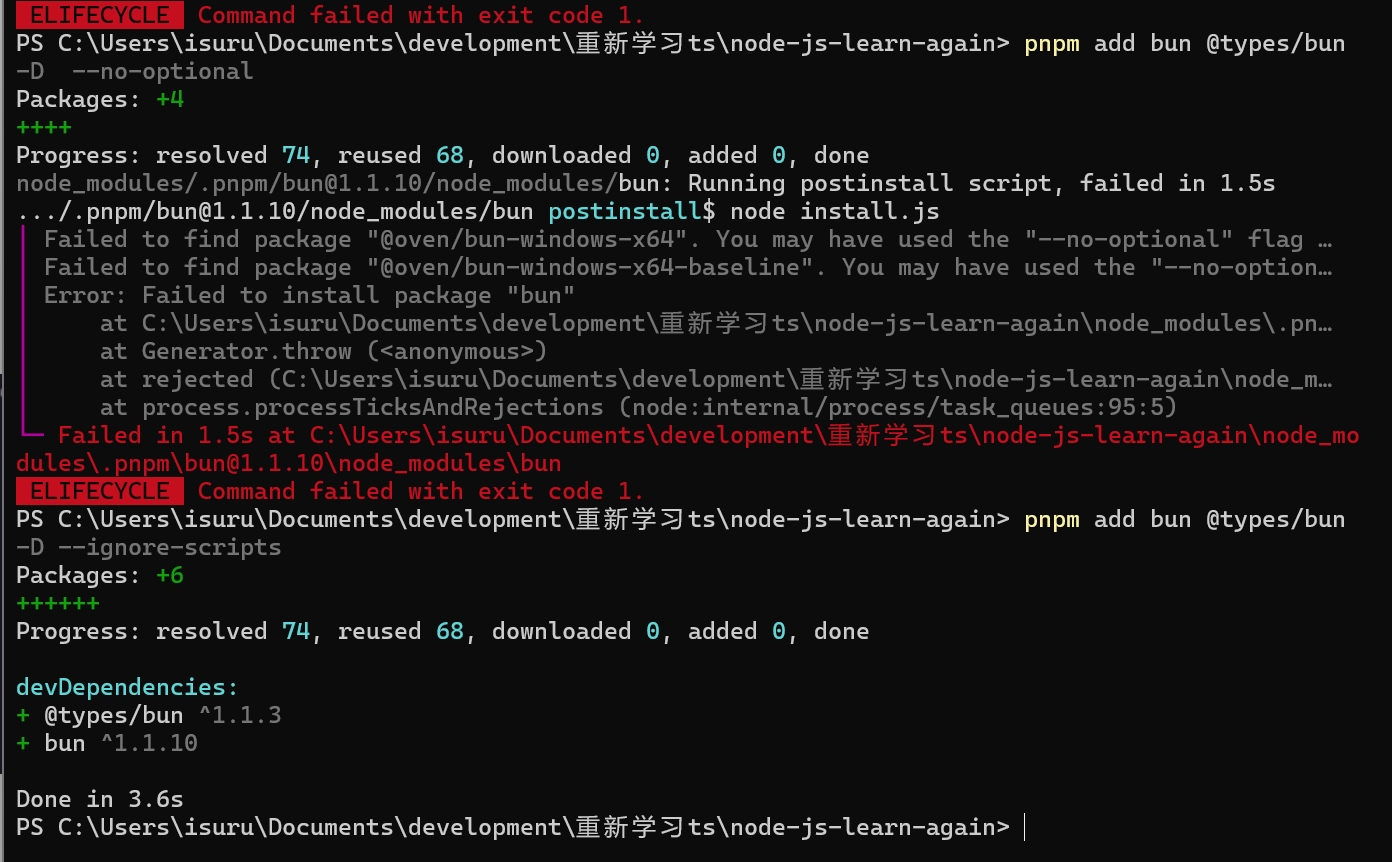 ELIFECYCLE  Command failed with exit code 1.
PS C:\Users\isuru\Documents\development\重新学习ts\node-js-learn-again> pnpm add bun @types/bun
-D  --no-optional
Packages: +4
++++
Progress: resolved 74, reused 68, downloaded 0, added 0, done
node_modules/.pnpm/bun@1.1.10/node_modules/bun: Running postinstall script, failed in 1.5s
.../.pnpm/bun@1.1.10/node_modules/bun postinstall$ node install.js
Failed to find package "@oven/bun-windows-x64". You may have used the "--no-optional" flag …
Failed to find package "@oven/bun-windows-x64-baseline". You may have used the "--no-option…
Error: Failed to install package "bun"
at C:\Users\isuru\Documents\development\重新学习ts\node-js-learn-again\node_modules\.pn…
at Generator.throw (<anonymous>)
at rejected (C:\Users\isuru\Documents\development\重新学习ts\node-js-learn-again\node_m…
at process.processTicksAndRejections (node:internal/process/task_queues:95:5)
Failed in 1.5s at C:\Users\isuru\Documents\development\重新学习ts\node-js-learn-again\node_mo
dules\.pnpm\bun@1.1.10\node_modules\bun
ELIFECYCLE  Command failed with exit code 1.
PS C:\Users\isuru\Documents\development\重新学习ts\node-js-learn-again> pnpm add bun @types/bun
-D --ignore-scripts
Packages: +6
++++++
Progress: resolved 74, reused 68, downloaded 0, added 0, done
devDependencies:
+ @types/bun ^1.1.3
+ bun ^1.1.10
Done in 3.6s
PS C:\Users\isuru\Documents\development\重新学习ts\node-js-learn-again>